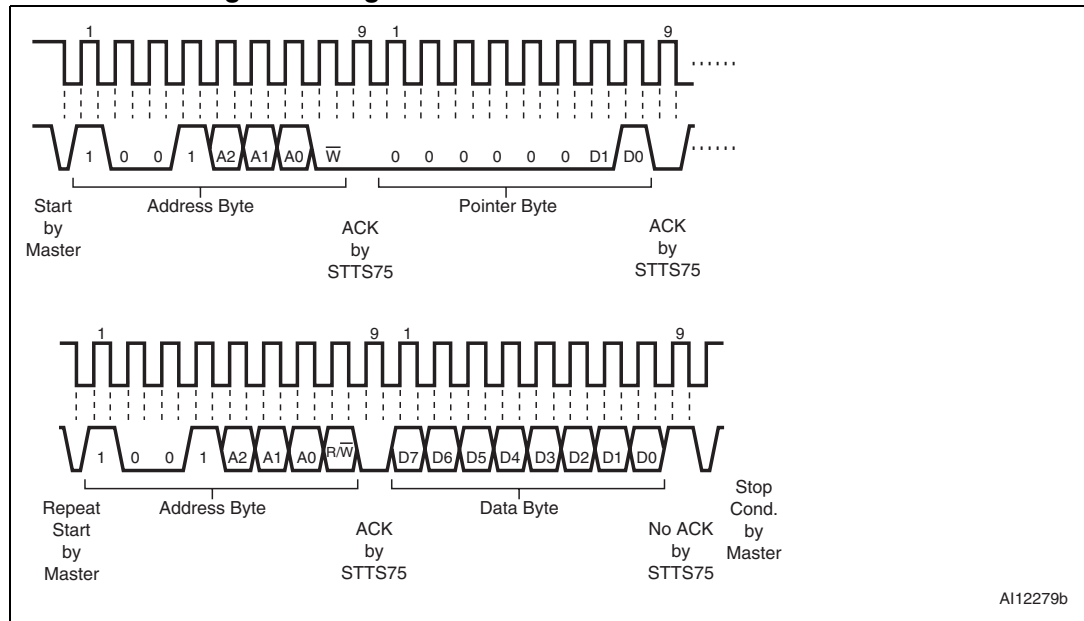 1 9 1 9
1 0 0 1 A2 A1 A0 W̅ 0 0 0 0 0 0 D1 D0
Address Byte
Pointer Byte
Start
by
Master
ACK
by
STTS75
ACK
by
STTS75
1 9 1 9
1 0 0 1 A2 A1 A0 R/W̅ D7 D6 D5 D4 D3 D2 D1 D0
Address Byte
Data Byte
Repeat
Start
by
Master
ACK
by
STTS75
No ACK
by
STTS75
Stop
Cond.
by
Master
AI12279b